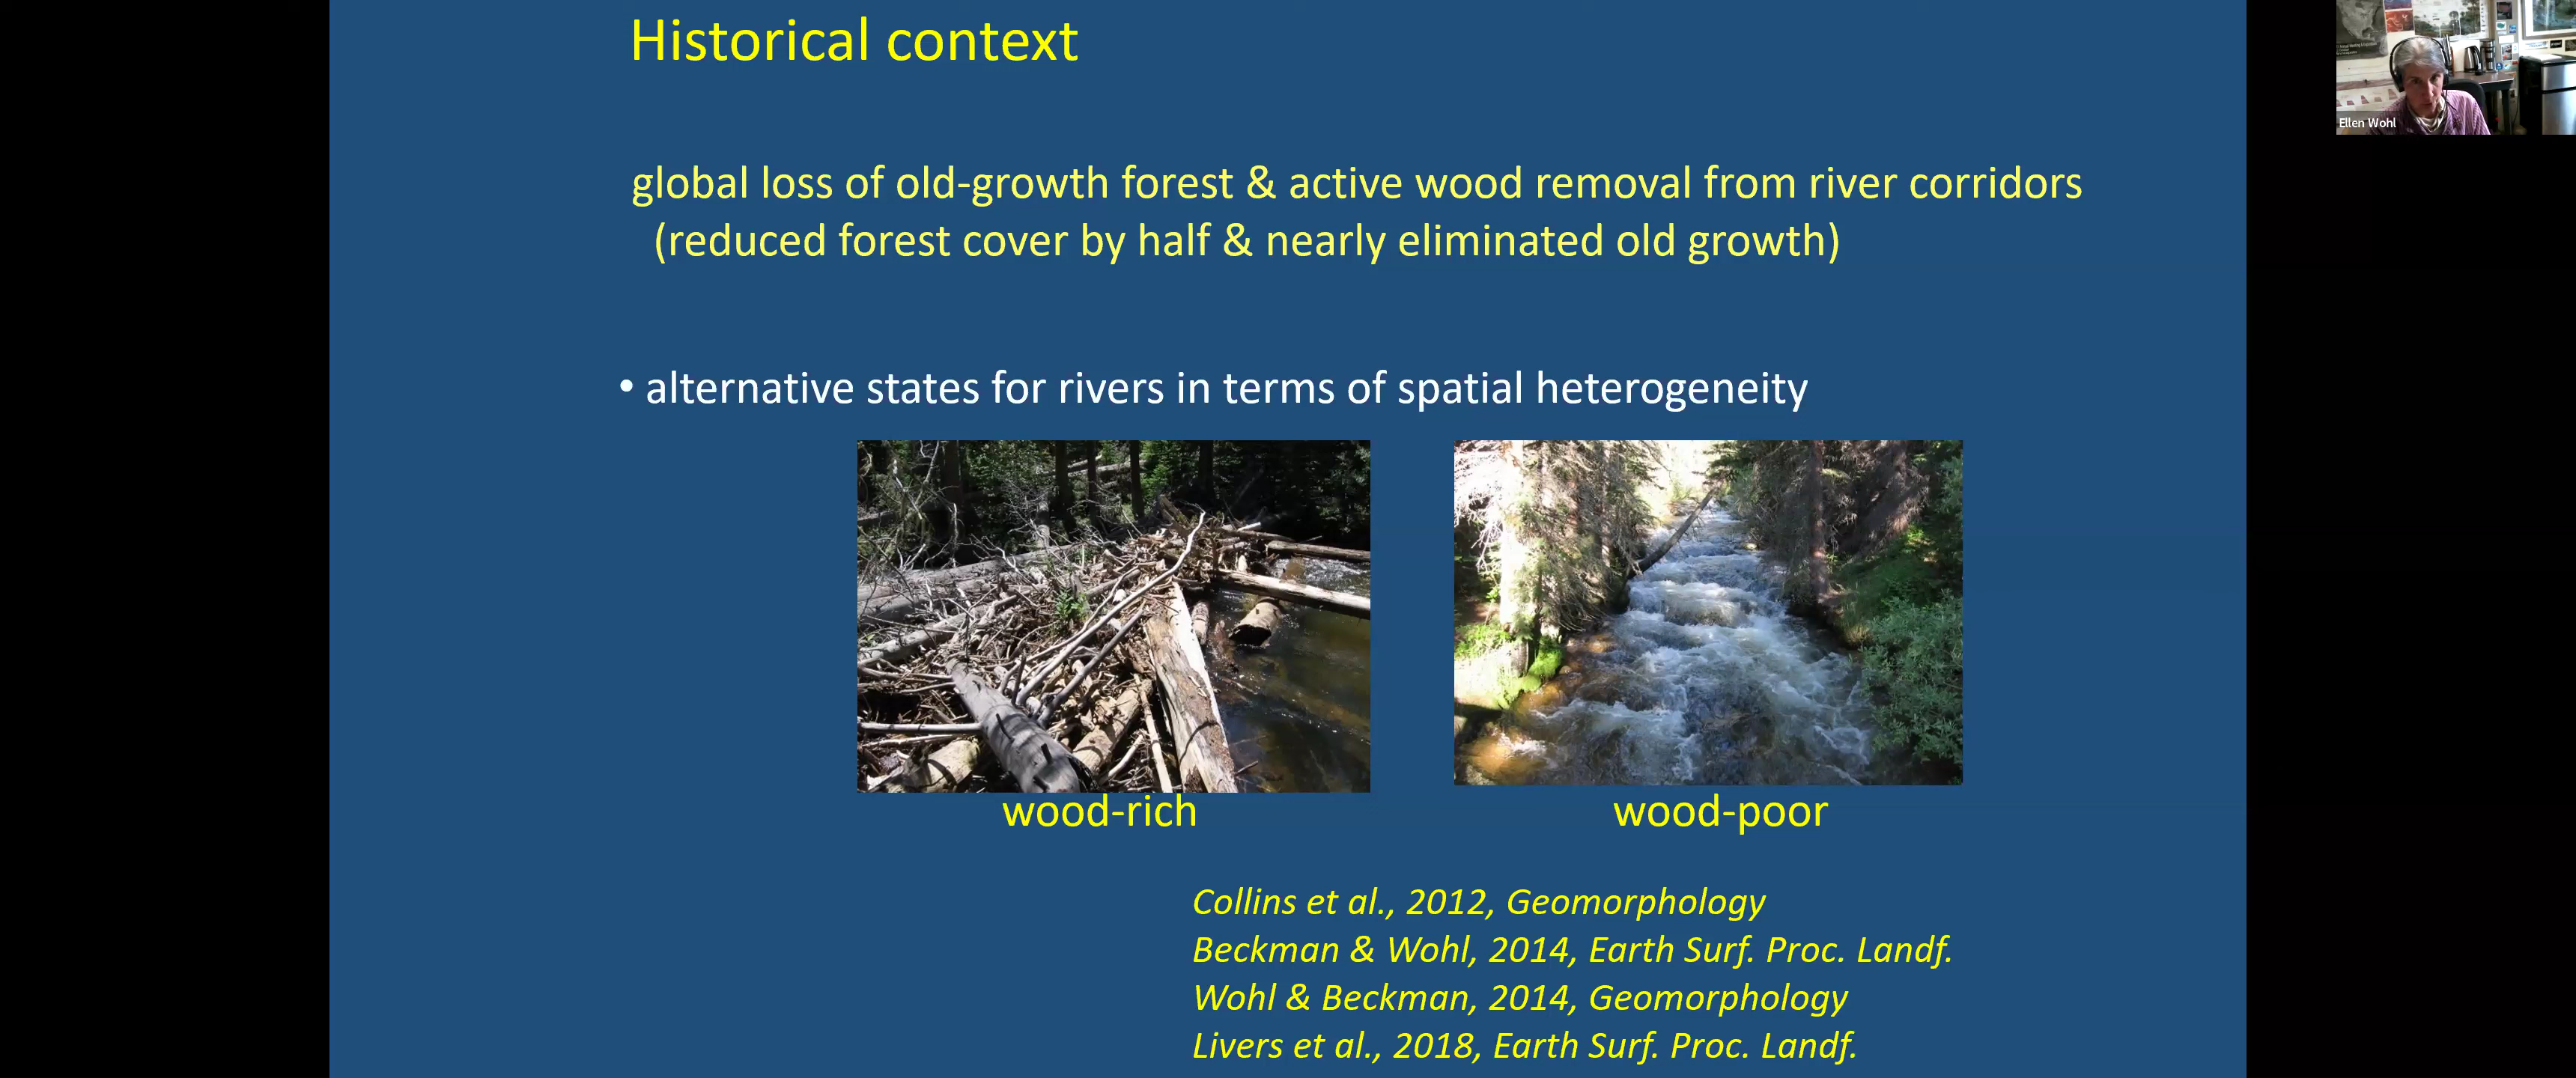 Historical context
global loss of old-growth forest & active wood removal from river corridors
(reduced forest cover by half & nearly eliminated old growth)
• alternative states for rivers in terms of spatial heterogeneity
wood-rich
wood-poor
Collins et al., 2012, Geomorphology
Beckman & Wohl, 2014, Earth Surf. Proc. Landf.
Wohl & Beckman, 2014, Geomorphology
Livers et al., 2018, Earth Surf. Proc. Landf.
Ellen Wohl